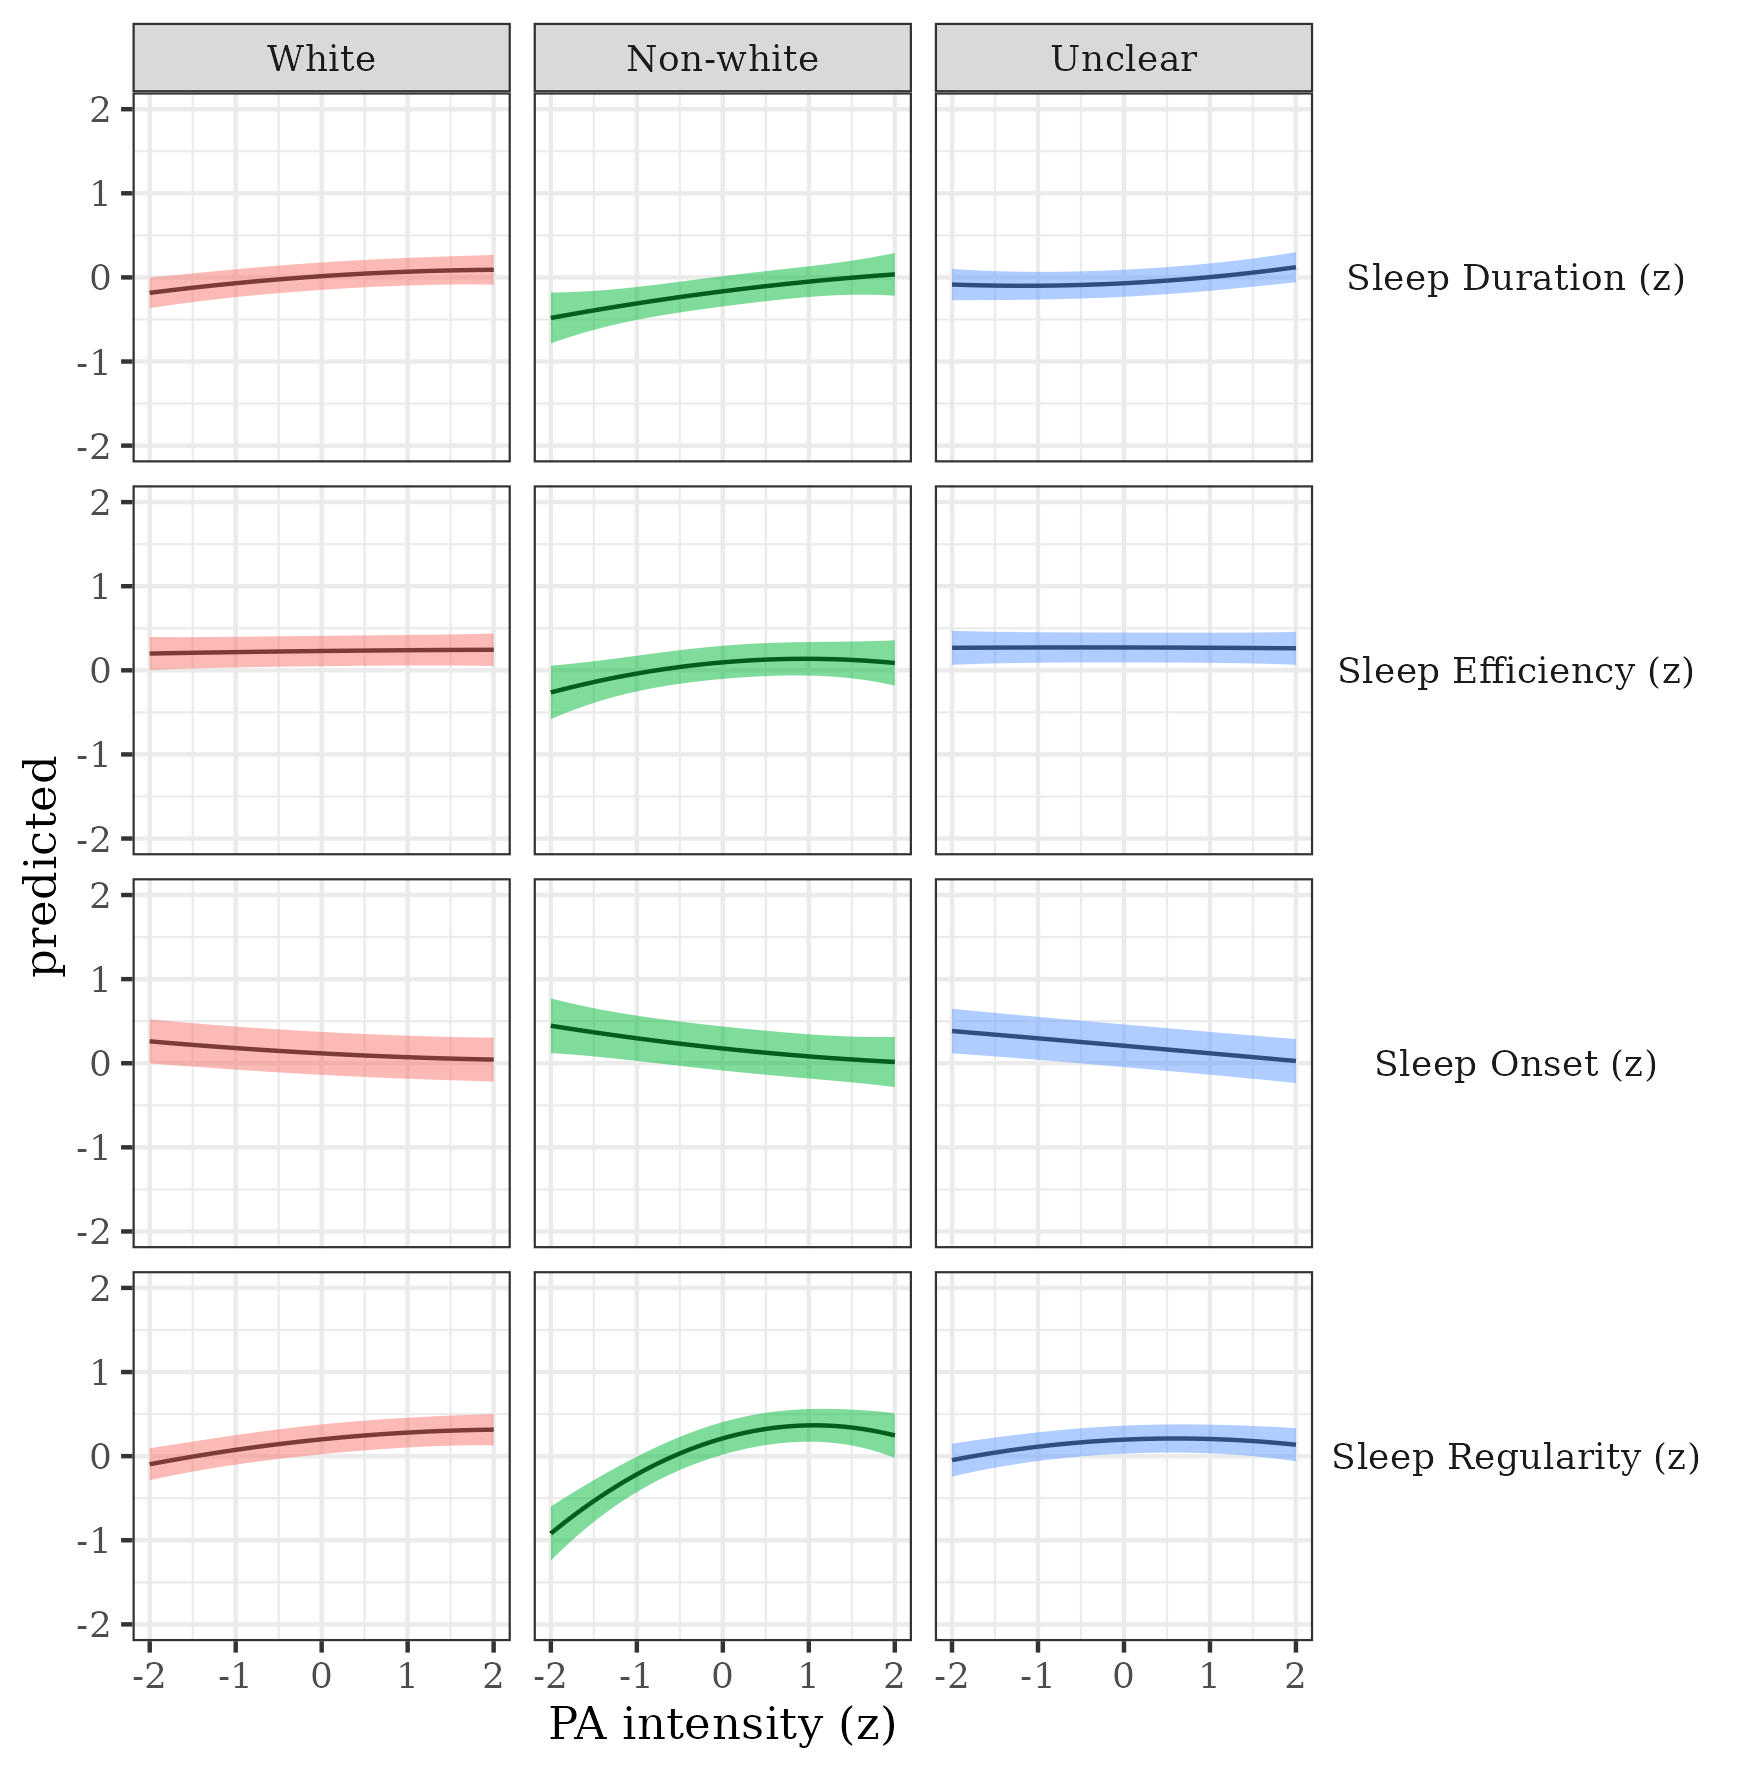 White Non-white Unclear
2
1
0
-1
-2
Sleep Duration (z)
2
1
0
-1
-2
Sleep Efficiency (z)
predicted
2
1
0
-1
-2
Sleep Onset (z)
2
1
0
-1
-2
Sleep Regularity (z)
-2 -1 0 1 2 -2 -1 0 1 2 -2 -1 0 1 2
PA intensity (z)